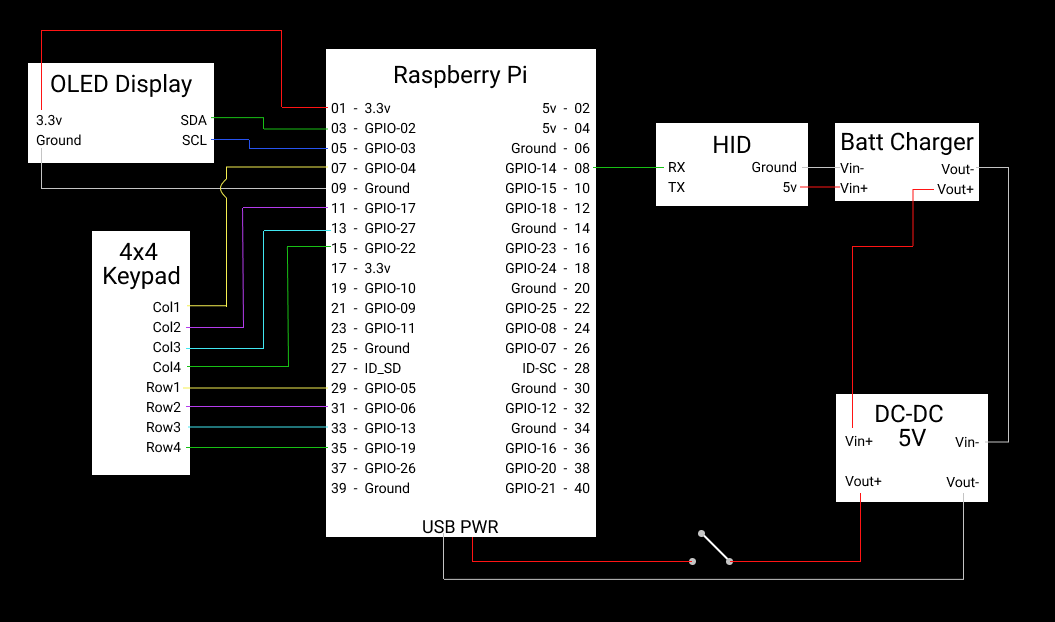 OLED Display
3.3v
SDA
Ground
SCL
Raspberry Pi
01 - 3.3v
5v - 02
03 - GPIO-02
5v - 04
05 - GPIO-03
Ground - 06
07 - GPIO-04
GPIO-14 - 08
09 - Ground
GPIO-15 - 10
11 - GPIO-17
GPIO-18 - 12
13 - GPIO-27
Ground - 14
15 - GPIO-22
GPIO-23 - 16
17 - 3.3v
GPIO-24 - 18
19 - GPIO-10
Ground - 20
21 - GPIO-09
GPIO-25 - 22
23 - GPIO-11
GPIO-08 - 24
25 - Ground
GPIO-07 - 26
27 - ID_SD
ID-SC - 28
29 - GPIO-05
Ground - 30
31 - GPIO-06
GPIO-12 - 32
33 - GPIO-13
Ground - 34
35 - GPIO-19
GPIO-16 - 36
37 - GPIO-26
GPIO-20 - 38
39 - Ground
GPIO-21 - 40
USB PWR
HID
RX
Ground
TX
5v
Batt Charger
Vin-
Vout-
Vin+
Vout+
4x4
Keypad
Col1
Col2
Col3
Col4
Row1
Row2
Row3
Row4
DC-DC
5V
Vin+
Vin-
Vout+
Vout-